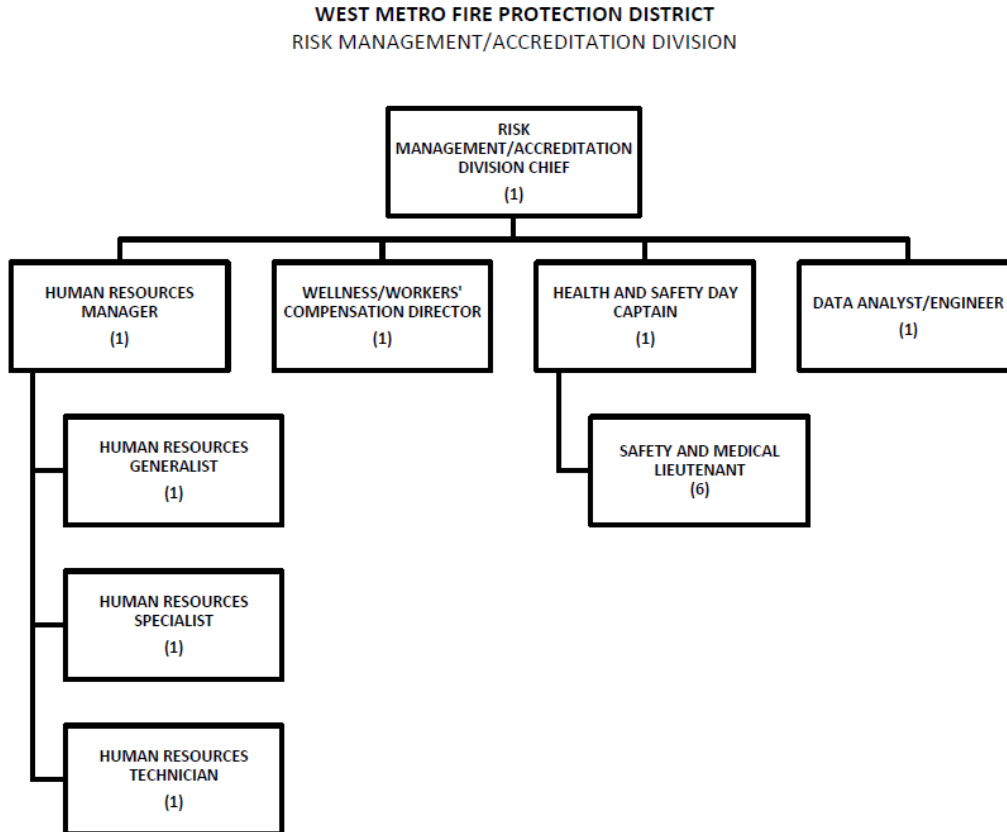 WEST METRO FIRE PROTECTION DISTRICT
RISK MANAGEMENT/ACCREDITATION DIVISION
RISK
MANAGEMENT/ACCREDITATION
DIVISION CHIEF
(1)
HUMAN RESOURCES
MANAGER
(1)
WELLNESS/WORKERS'
COMPENSATION DIRECTOR
(1)
HEALTH AND SAFETY DAY
CAPTAIN
(1)
DATA ANALYST/ENGINEER
(1)
HUMAN RESOURCES
GENERALIST
(1)
SAFETY AND MEDICAL
LIEUTENANT
(6)
HUMAN RESOURCES
SPECIALIST
(1)
HUMAN RESOURCES
TECHNICIAN
(1)